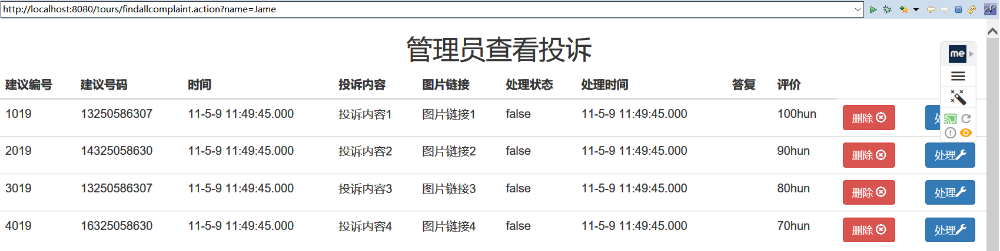 http://localhost:8080/tours/findallcomplaint.action?name=Jame
管理员查看投诉
me
建议编号 建议号码 时间 投诉内容 图片链接 处理状态 处理时间 答复 评价
1019 13250586307 11-5-9 11:49:45.000 投诉内容1 图片链接1 false 11-5-9 11:49:45.000 100hun 删除 处
2019 14325058630 11-5-9 11:49:45.000 投诉内容2 图片链接2 false 11-5-9 11:49:45.000 90hun 删除 处理
3019 13250586307 11-5-9 11:49:45.000 投诉内容3 图片链接3 false 11-5-9 11:49:45.000 80hun 删除 处理
4019 16325058630 11-5-9 11:49:45.000 投诉内容4 图片链接4 false 11-5-9 11:49:45.000 70hun 删除 处理